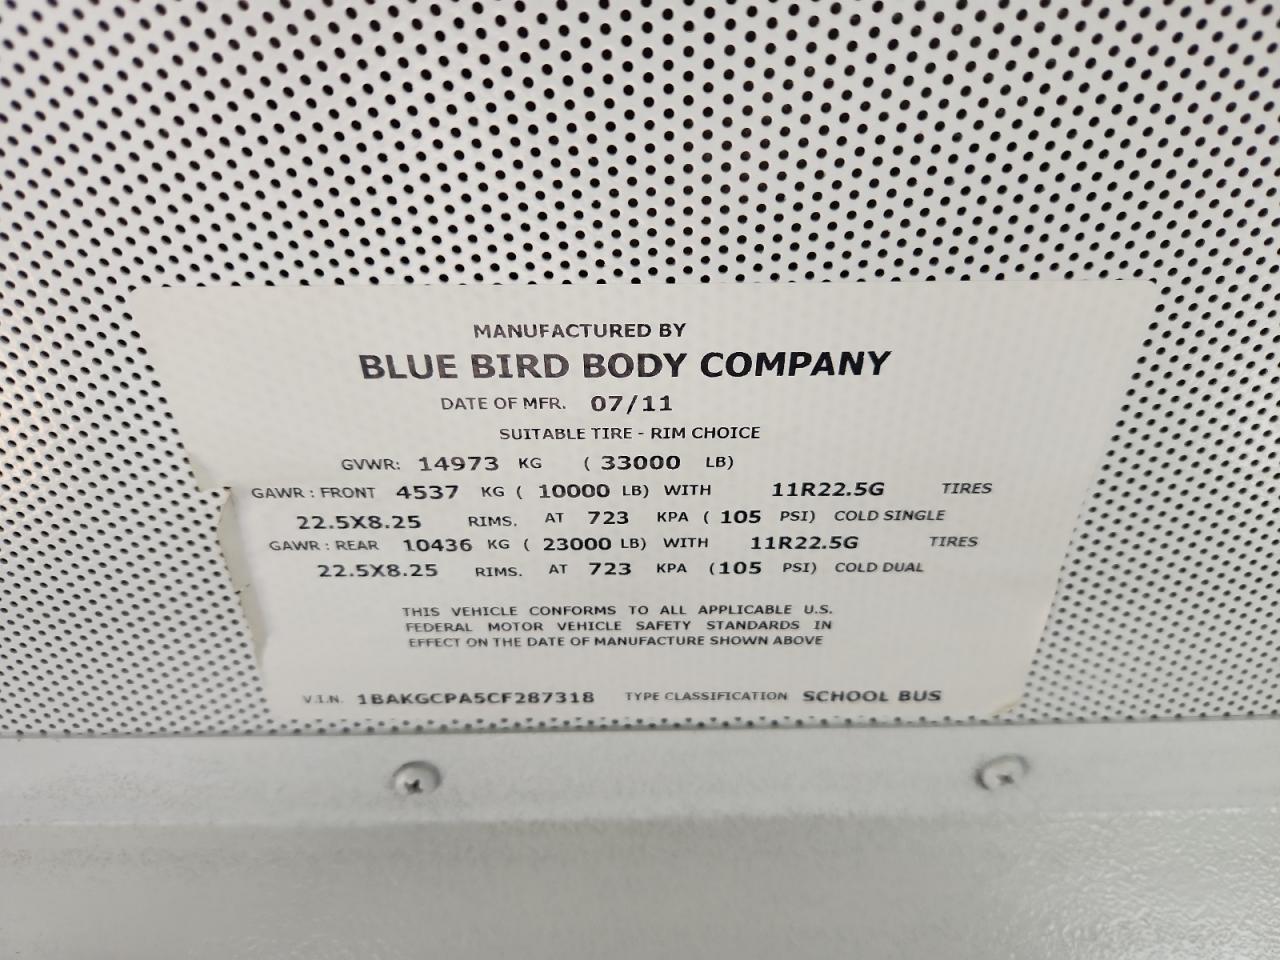 MANUFACTURED BY
BLUE BIRD BODY COMPANY
DATE OF MFR. 07/11
SUITABLE TIRE - RIM CHOICE
GVWR: 14973 KG ( 33000 LB)
GAWR : FRONT 4537 KG ( 10000 LB) WITH 11R22.5G TIRES
22.5X8.25 RIMS. AT 723 KPA ( 105 PSI) COLD SINGLE
GAWR : REAR 10436 KG ( 23000 LB) WITH 11R22.5G TIRES
22.5X8.25 RIMS. AT 723 KPA (105 PSI) COLD DUAL
THIS VEHICLE CONFORMS TO ALL APPLICABLE U.S.
FEDERAL MOTOR VEHICLE SAFETY STANDARDS IN
EFFECT ON THE DATE OF MANUFACTURE SHOWN ABOVE
V.I.N. 1BAKGCPA5CF287318 TYPE CLASSIFICATION SCHOOL BUS